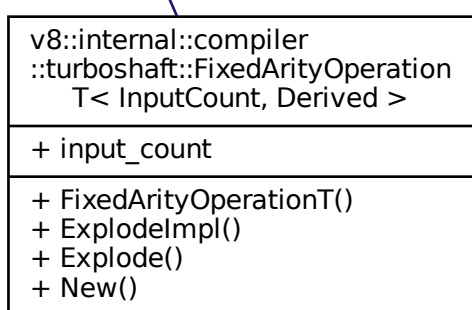 v8::internal::compiler
::turboshaft::FixedArityOperation
T< InputCount, Derived >
+ input_count
+ FixedArityOperationT()
+ ExplodeImpl()
+ Explode()
+ New()